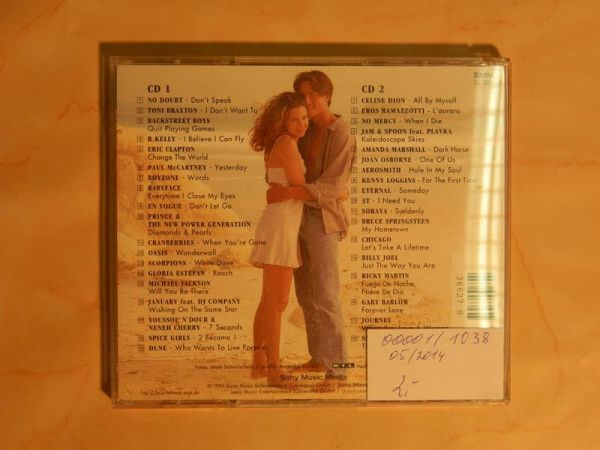 CD 1
NO DOUBT - Don't Speak
TONI BRAXTON - I Don't Want To
BACKSTREET BOYS
Quit Playing Games
R.KELLY - I Believe I Can Fly
ERIC CLAPTON
Change The World
PAUL McCARTNEY - Yesterday
BOYZONE - Words
BABYFACE
Everytime I Close My Eyes
EN VOGUE - Don't Let Go
PRINCE &
THE NEW POWER GENERATION
Diamonds & Pearls
CRANBERRIES - When You're Gone
OASIS - Wonderwall
SCORPIONS - White Dove
GLORIA ESTEFAN - Reach
MICHAEL JACKSON
Will You Be There
JANUARY feat. DJ COMPANY
Wishing On The Same Star
YOUSSOU N'DOUR &
NENEH CHERRY - 7 Seconds
SPICE GIRLS - 2 Become 1
DUNE - Who Wants To Live Forever
CD 2
CELINE DION - All By Myself
EROS RAMAZZOTTI - L'aurora
NO MERCY - When I Die
JAM & SPOON feat. PLAVKA
Kaleidoscope Skies
AMANDA MARSHALL - Dark Horse
JOAN OSBORNE - One Of Us
AEROSMITH - Hole In My Soul
KENNY LOGGINS - For The First Time
ETERNAL - Someday
3T - I Need You
SORAYA - Suddenly
BRUCE SPRINGSTEEN
My Hometown
CHICAGO
Let's Take A Lifetime
BILLY JOEL
Just The Way You Are
RICKY MARTIN
Fuego De Noche,
Nieve De Dia
GARY BARLOW
Forever Love
JOURNEY
SMM
36627 8
00001/1038
05/2014
2,-
RTL
Sony Music Media